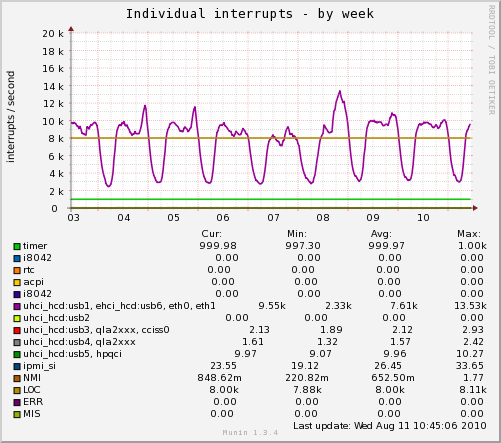 Individual interrupts - by week
RRDTOOL / TOBI OETIKER
interrupts / second
20 k
18 k
16 k
14 k
12 k
10 k
8 k
6 k
4 k
2 k
0
03 04 05 06 07 08 09 10
Cur: Min: Avg: Max:
timer 999.98 997.30 999.97 1.00k
i8042 0.00 0.00 0.00 0.00
rtc 0.00 0.00 0.00 0.00
acpi 0.00 0.00 0.00 0.00
i8042 0.00 0.00 0.00 0.00
uhci_hcd:usb1, ehci_hcd:usb6, eth0, eth1 9.55k 2.33k 7.61k 13.53k
uhci_hcd:usb2 0.00 0.00 0.00 0.00
uhci_hcd:usb3, qla2xxx, cciss0 2.13 1.89 2.12 2.93
uhci_hcd:usb4, qla2xxx 1.61 1.32 1.57 2.42
uhci_hcd:usb5, hpqci 9.97 9.07 9.96 10.27
ipmi_si 23.55 19.12 26.45 33.65
NMI 848.62m 220.82m 652.50m 1.77
LOC 8.00k 7.88k 8.00k 8.11k
ERR 0.00 0.00 0.00 0.00
MIS 0.00 0.00 0.00 0.00
Last update: Wed Aug 11 10:45:06 2010
Munin 1.3.4